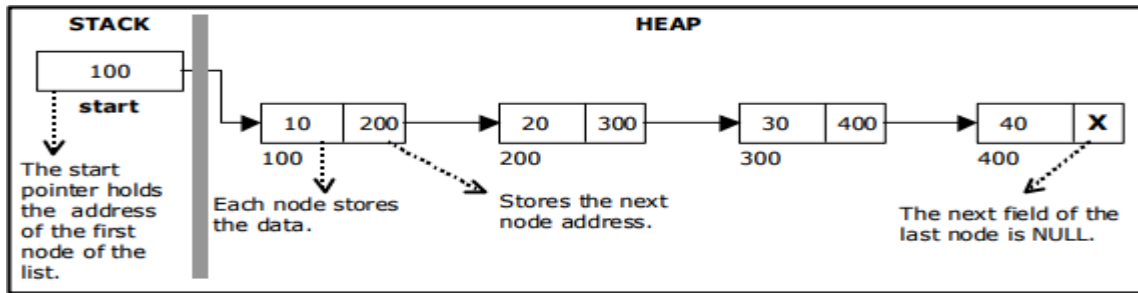 STACK
HEAP
100
start
10 200
100
20 300
200
30 400
300
40 X
400
The start
pointer holds
the address
of the first
node of the
list.
Each node stores
the data.
Stores the next
node address.
The next field of the
last node is NULL.